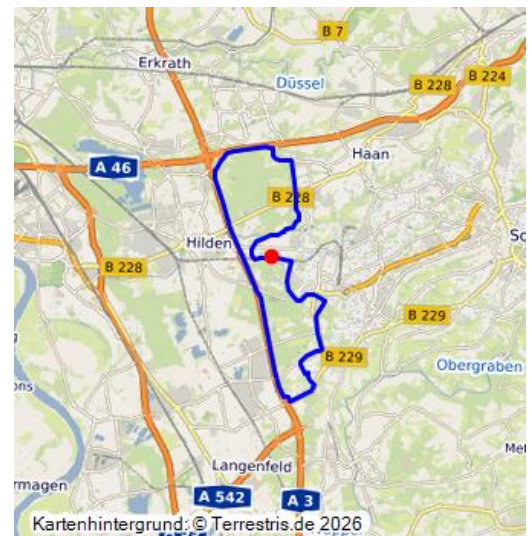 B 7
Erkrath
Düssel
B 228
B 224
Haan
A 46
B 228
Hilden
B 228
B 229
B 229
Obergraben
Langenfeld
A 542
A 3
Kartenhintergrund: © Terrestris.de 2026